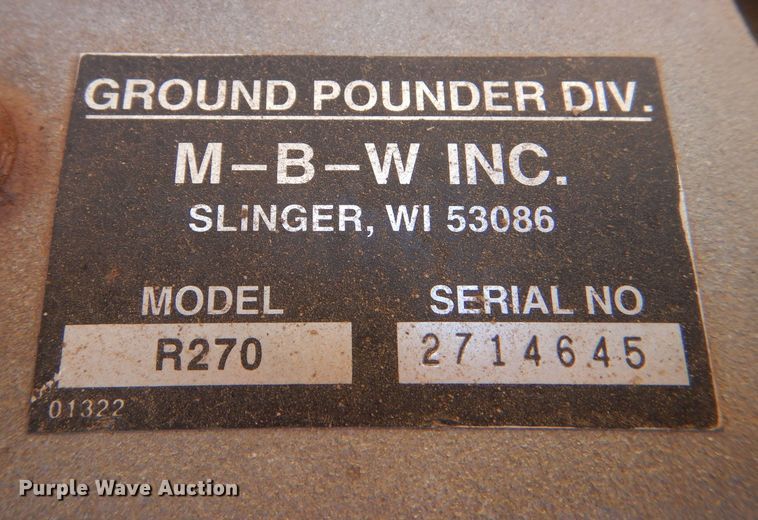 GROUND POUNDER DIV.
M-B-W INC.
SLINGER, WI 53086
MODEL SERIAL NO
R270 2714645
01322
Purple Wave Auction